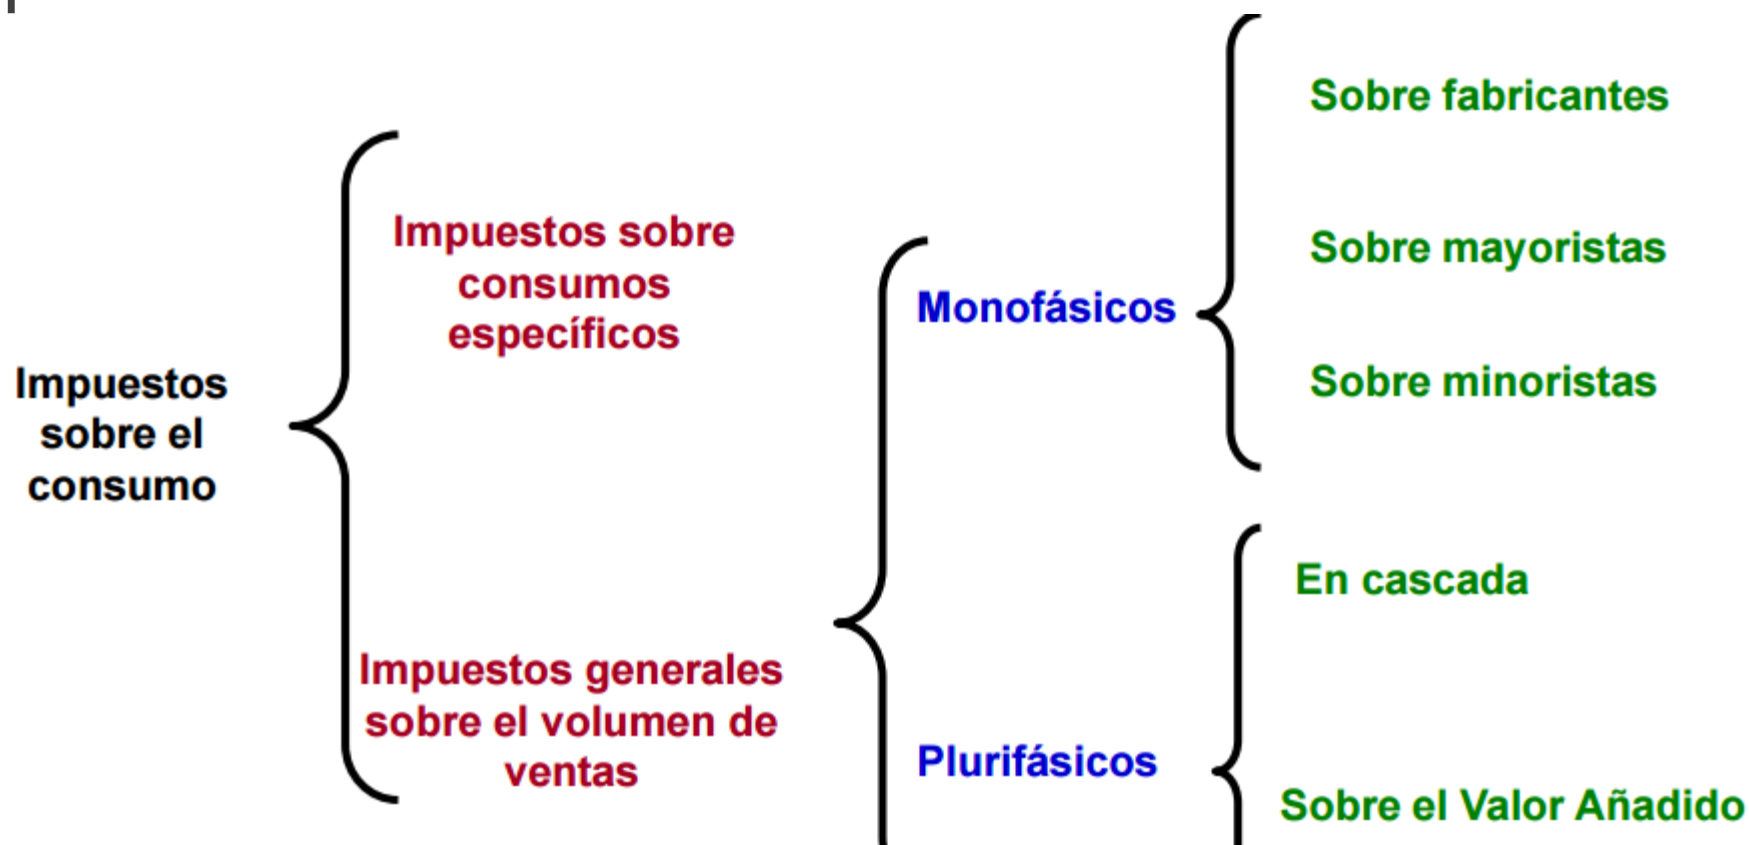 Impuestos
sobre el
consumo
Impuestos sobre
consumos
específicos
Impuestos generales
sobre el volumen de
ventas
Monofásicos
Sobre fabricantes
Sobre mayoristas
Sobre minoristas
Plurifásicos
En cascada
Sobre el Valor Añadido